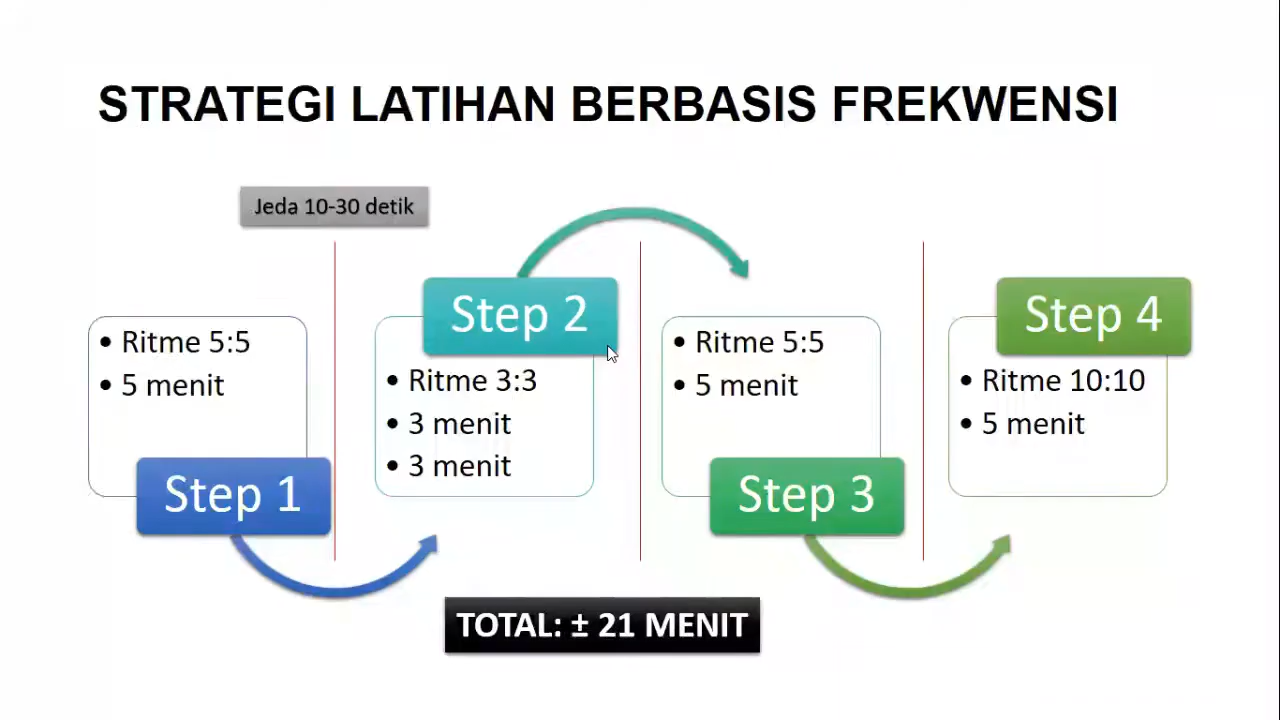 STRATEGI LATIHAN BERBASIS FREKWENSI
Jeda 10-30 detik
• Ritme 5:5
• 5 menit
Step 1
Step 2
• Ritme 3:3
• 3 menit
• 3 menit
• Ritme 5:5
• 5 menit
Step 3
Step 4
• Ritme 10:10
• 5 menit
TOTAL: ± 21 MENIT